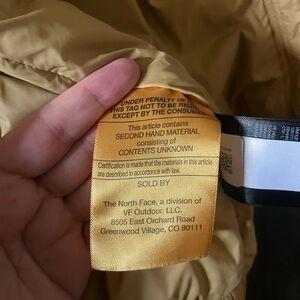 UNDER PENALTY OF
THIS TAG NOT TO BE RE
EXCEPT BY THE CONSUME
This article contains
SECOND HAND MATERIAL
consisting of
CONTENTS UNKNOWN
Certification is made that the materials in this article
are described in accordance with law.
SOLD BY
The North Face, a division of
VF Outdoor, LLC.
6505 East Orchard Road
Greenwood Village, CO 80111